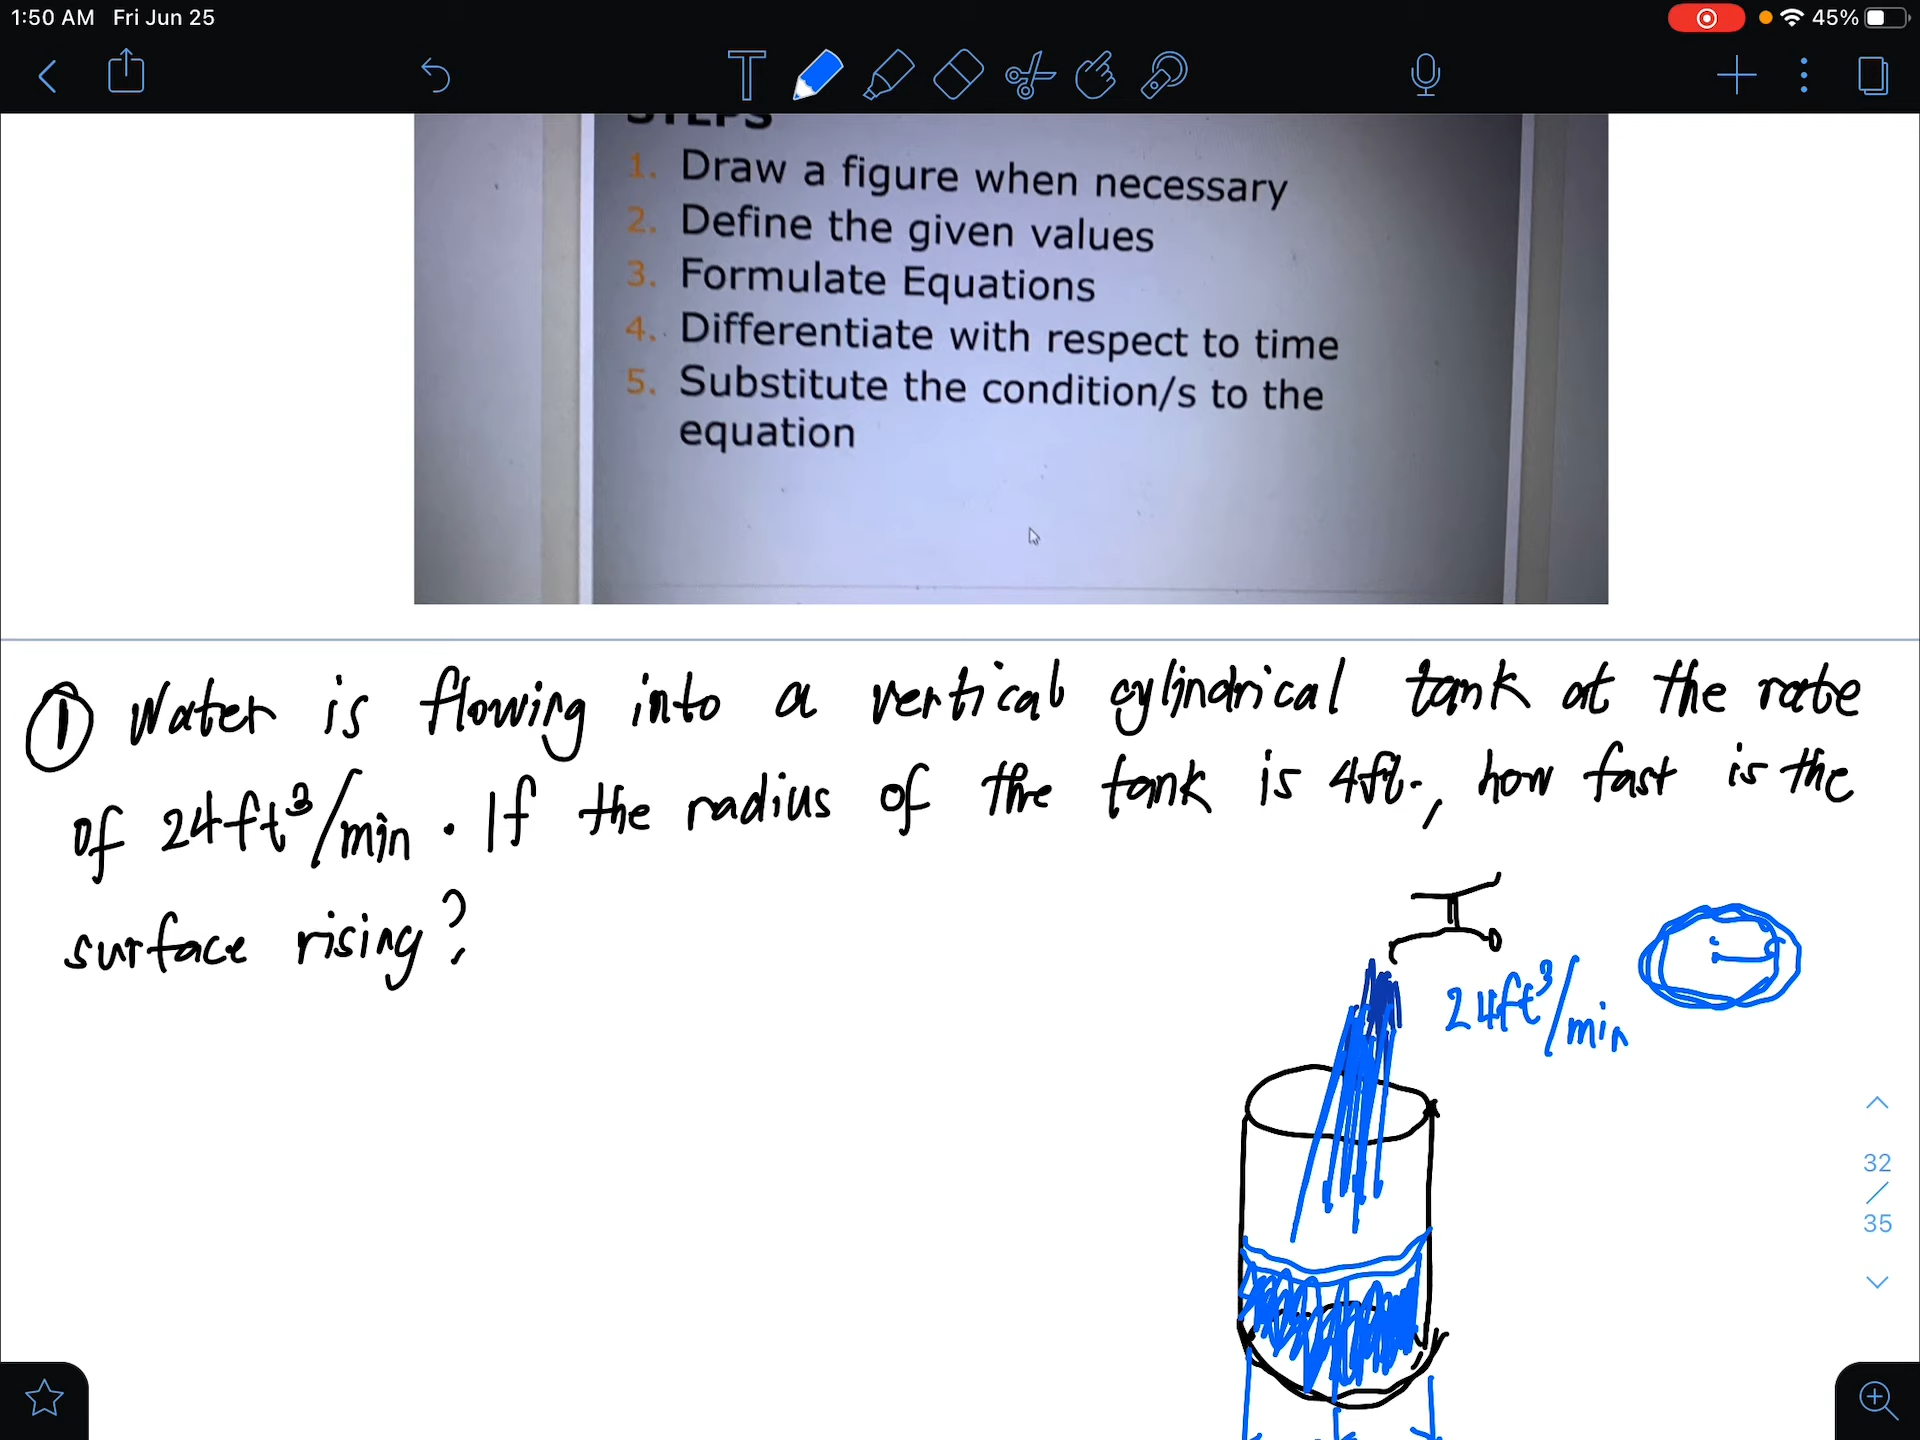 1:50 AM Fri Jun 25
45%
STEPS
1. Draw a figure when necessary
2. Define the given values
3. Formulate Equations
4. Differentiate with respect to time
5. Substitute the condition/s to the
equation
1 Water is flowing into a vertical cylindrical tank at the rate
of 24ft³/min. If the radius of the tank is 4ft., how fast is the
surface rising?
24ft³/min
32
/
35